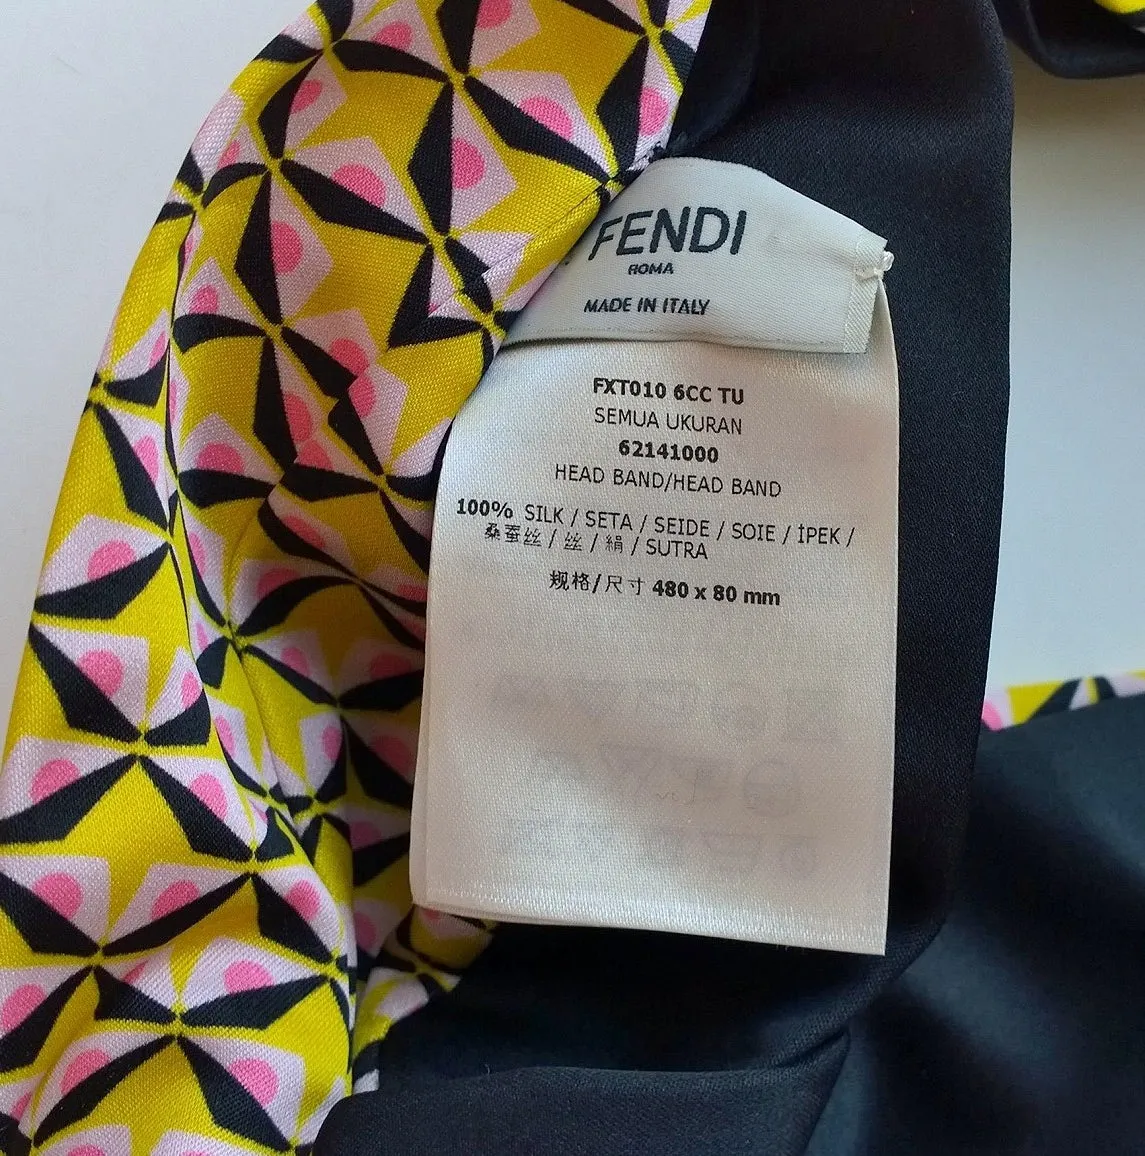 FENDI
ROMA
MADE IN ITALY
FXT010 6CC TU
SEMUA UKURAN
62141000
HEAD BAND/HEAD BAND
100% SILK / SETA / SEIDE / SOIE / İPEK /
桑蚕丝 / 丝 / 絹 / SUTRA
规格/尺寸 480 x 80 mm